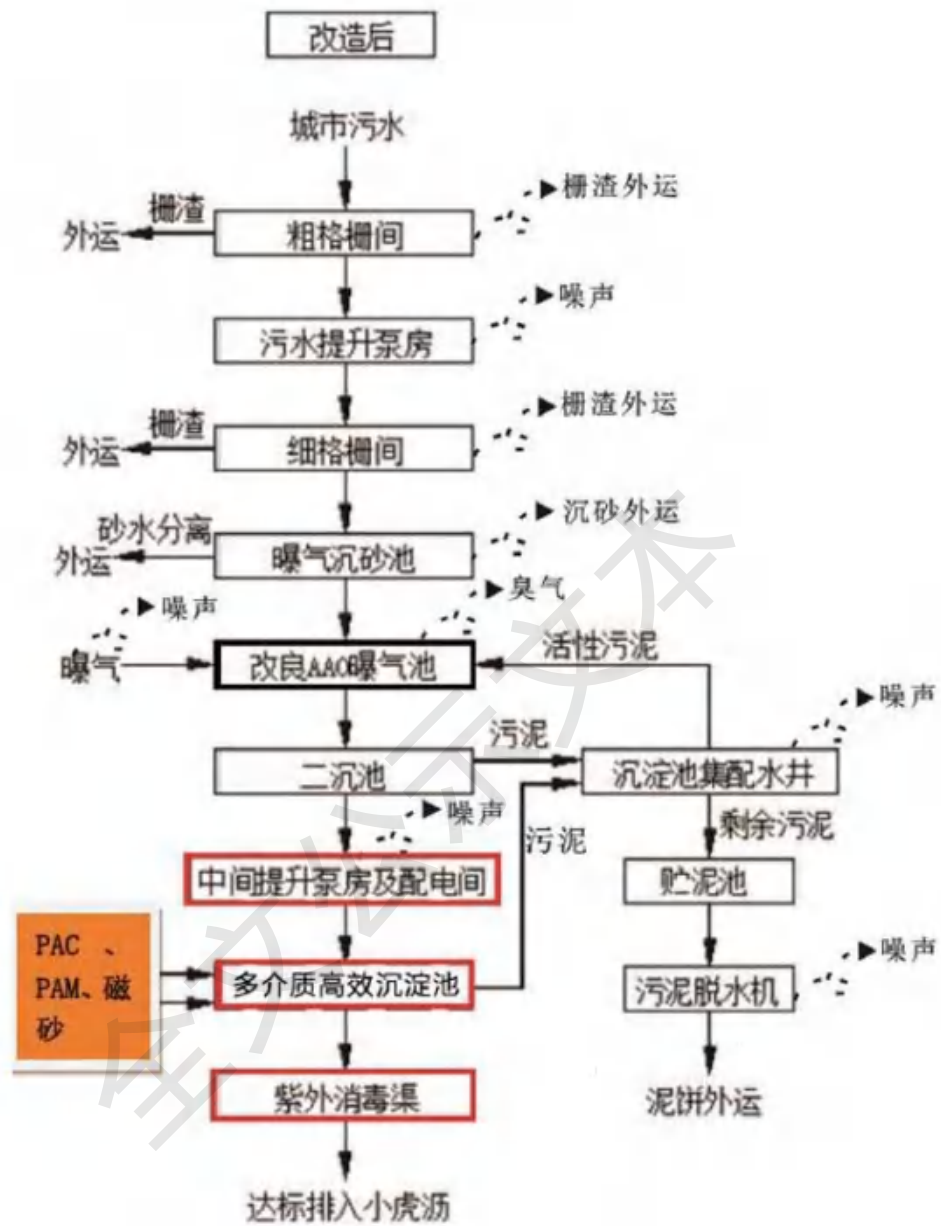 改造后
城市污水
栅渣外运
栅渣
外运
粗格栅间
噪声
污水提升泵房
栅渣外运
栅渣
外运
细格栅间
沉砂外运
砂水分离
外运
曝气沉砂池
臭气
噪声
活性污泥
曝气
改良AAO曝气池
噪声
污泥
二沉池
沉淀池集配水井
噪声
污泥
剩余污泥
中间提升泵房及配电间
贮泥池
PAC 、
PAM、磁
砂
噪声
多介质高效沉淀池
污泥脱水机
紫外消毒渠
泥饼外运
达标排入小虎沥
全文公示文本